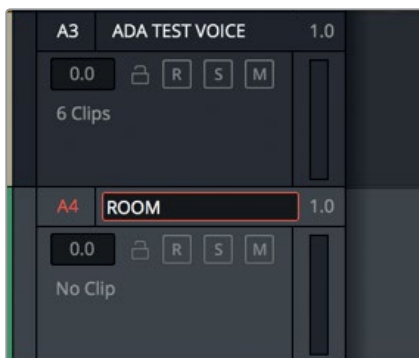 A3 ADA TEST VOICE 1.0
0.0 R S M
6 Clips
A4 ROOM 1.0
0.0 R S M
No Clip